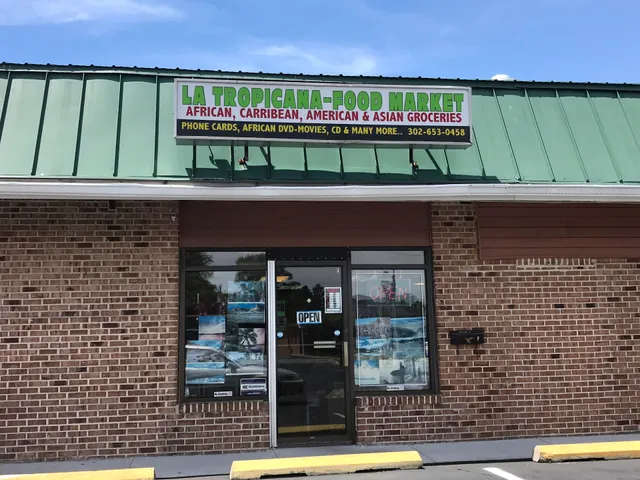 LA TROPICANA-FOOD MARKET
AFRICAN, CARRIBEAN, AMERICAN & ASIAN GROCERIES
PHONE CARDS, AFRICAN DVD-MOVIES, CD & MANY MORE.. 302-653-0458
OPEN